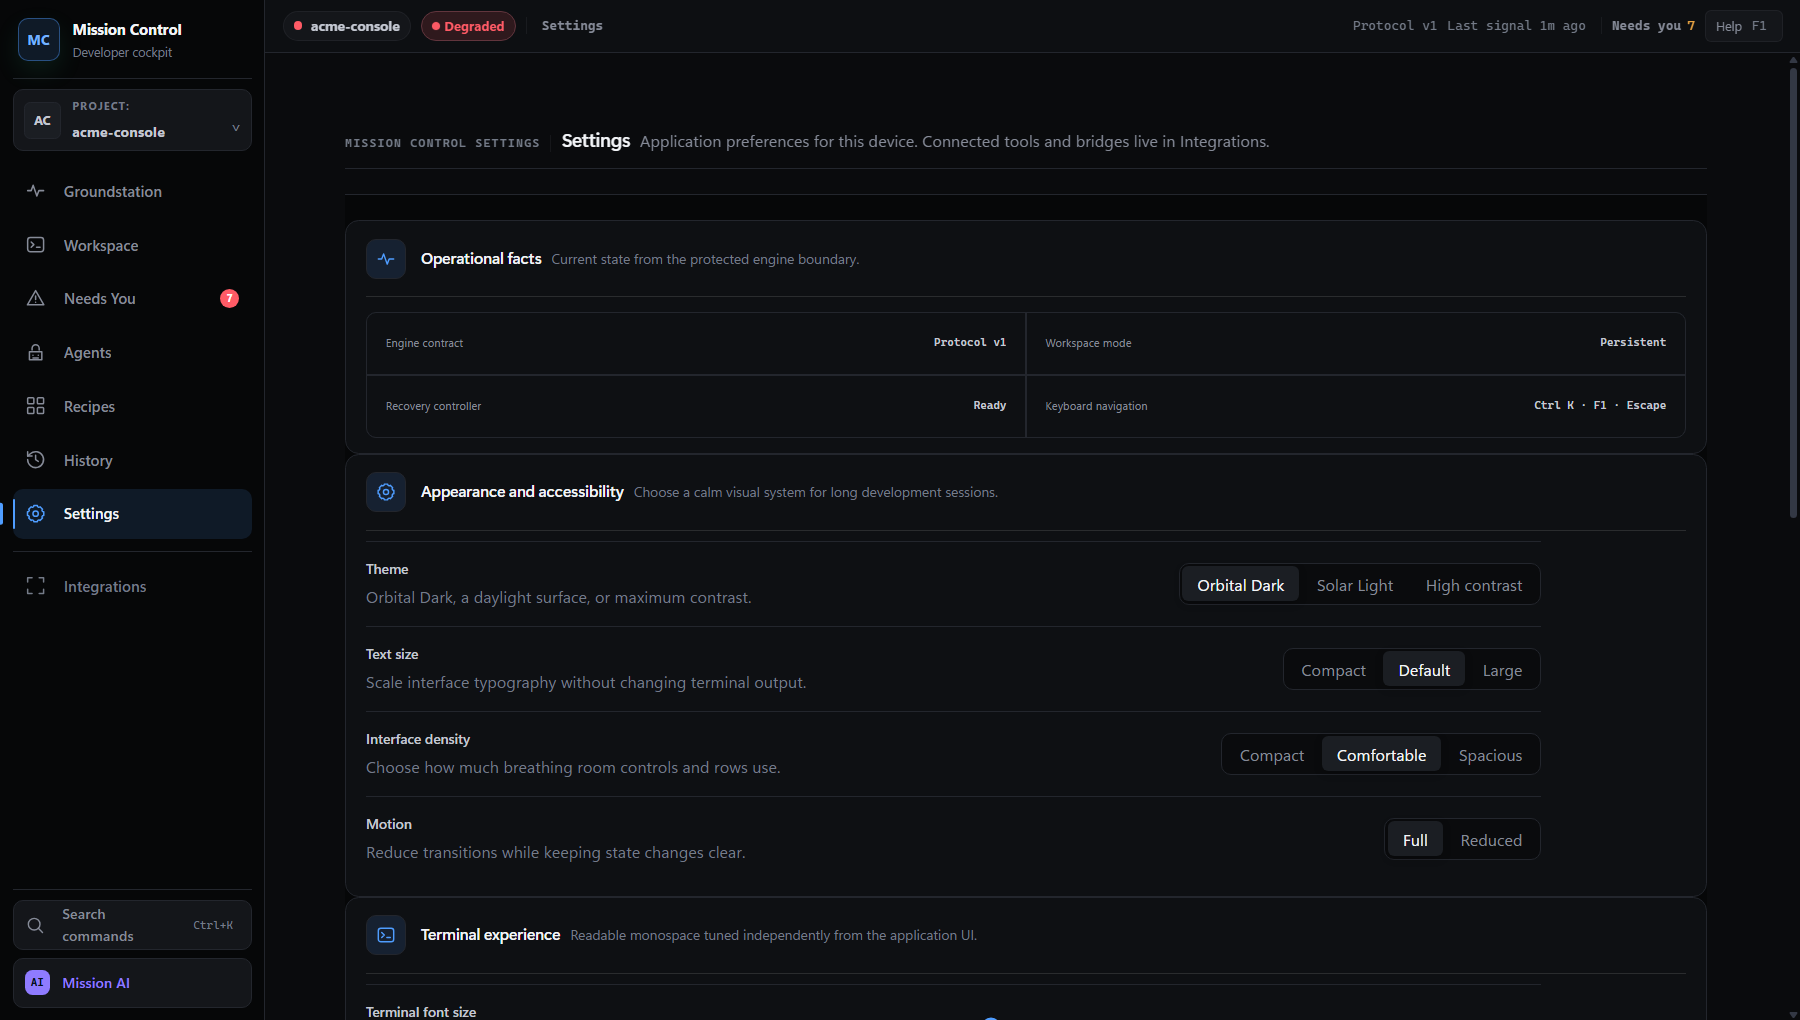 MC
Mission Control
Developer cockpit
AC
PROJECT:
acme-console
Groundstation
Workspace
Needs You 7
Agents
Recipes
History
Settings
Integrations
Search commands Ctrl+K
AI Mission AI
acme-console Degraded Settings Protocol v1 Last signal 1m ago Needs you 7 Help F1
MISSION CONTROL SETTINGS Settings Application preferences for this device. Connected tools and bridges live in Integrations.
Operational facts Current state from the protected engine boundary.
Engine contract Protocol v1 Workspace mode Persistent
Recovery controller Ready Keyboard navigation Ctrl K · F1 · Escape
Appearance and accessibility Choose a calm visual system for long development sessions.
Theme
Orbital Dark, a daylight surface, or maximum contrast.
Orbital Dark Solar Light High contrast
Text size
Scale interface typography without changing terminal output.
Compact Default Large
Interface density
Choose how much breathing room controls and rows use.
Compact Comfortable Spacious
Motion
Reduce transitions while keeping state changes clear.
Full Reduced
Terminal experience Readable monospace tuned independently from the application UI.
Terminal font size